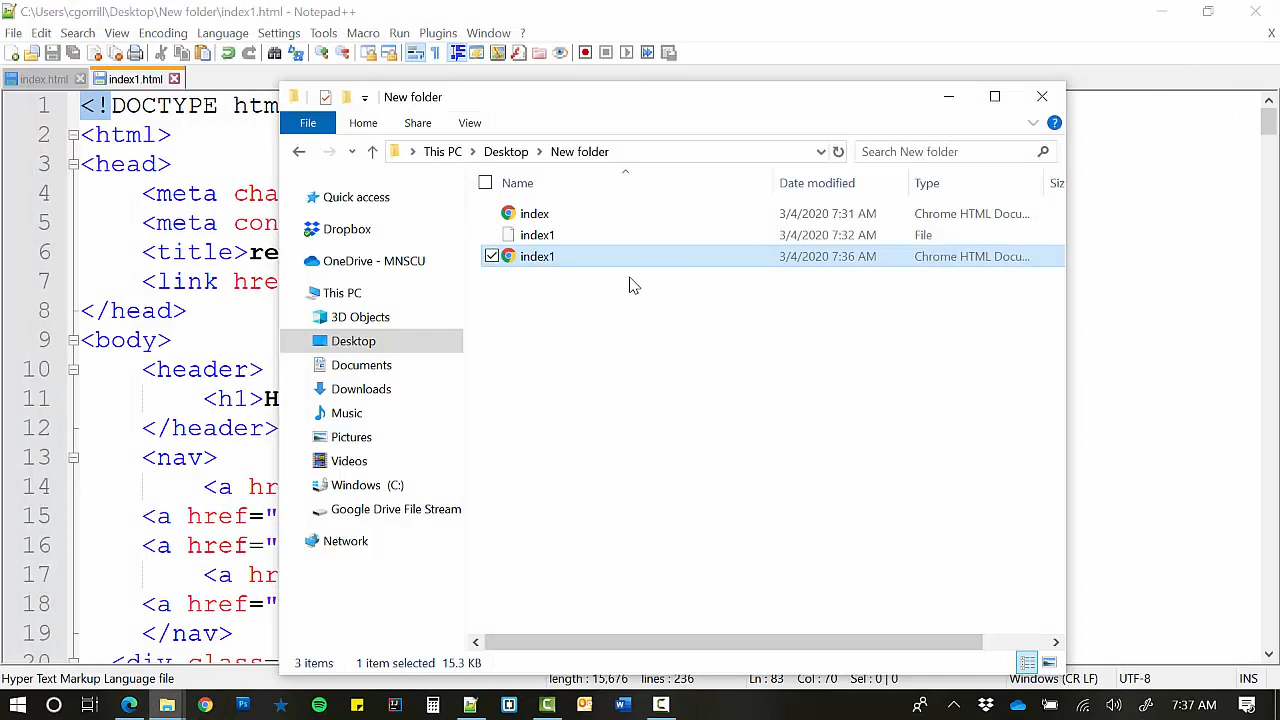 C:\Users\cgorrill\Desktop\New folder\index1.html - Notepad++
File Edit Search View Encoding Language Settings Tools Macro Run Plugins Window ? X
index.html index1.html
1 <!DOCTYPE htm
2 <html>
3 <head>
4 <meta cha
5 <meta con
6 <title>re
7 <link hre
8 </head>
9 <body>
10 <header>
11 <h1>H
12 </header>
13 <nav>
14 <a hr
15 <a href="
16 <a href="
17 <a hr
18 <a href="
19 </nav>
20 <div class=
New folder
File Home Share View
This PC > Desktop > New folder
Search New folder
Name Date modified Type Siz
index 3/4/2020 7:31 AM Chrome HTML Docu...
index1 3/4/2020 7:32 AM File
index1 3/4/2020 7:36 AM Chrome HTML Docu...
Quick access
Dropbox
OneDrive - MNSCU
This PC
3D Objects
Desktop
Documents
Downloads
Music
Pictures
Videos
Windows (C:)
Google Drive File Stream
Network
3 items 1 item selected 15.3 KB
Hyper Text Markup Language file length : 15,676 lines : 236 Ln : 83 Col : 70 Sel : 0 | 0 Windows (CR LF) UTF-8 INS
7:37 AM